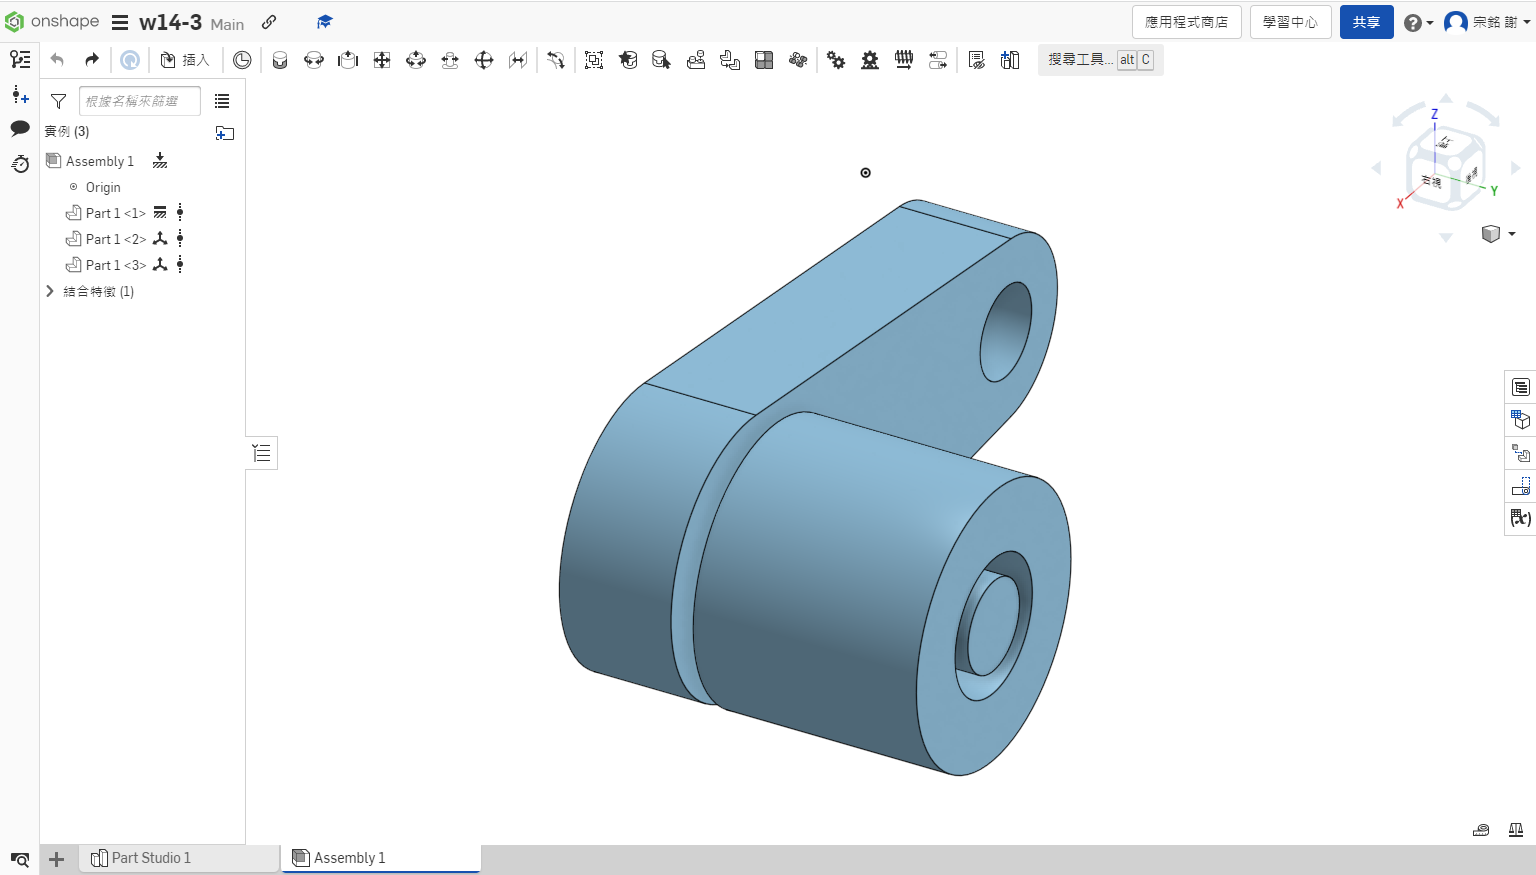 onshape w14-3 Main 應用程式商店 學習中心 共享 宗銘 謝
插入 搜尋工具... alt C
根據名稱來篩選
實例 (3)
Assembly 1
Origin
Part 1 <1>
Part 1 <2>
Part 1 <3>
結合特徵 (1)
Z
右視
X
Y
Part Studio 1
Assembly 1